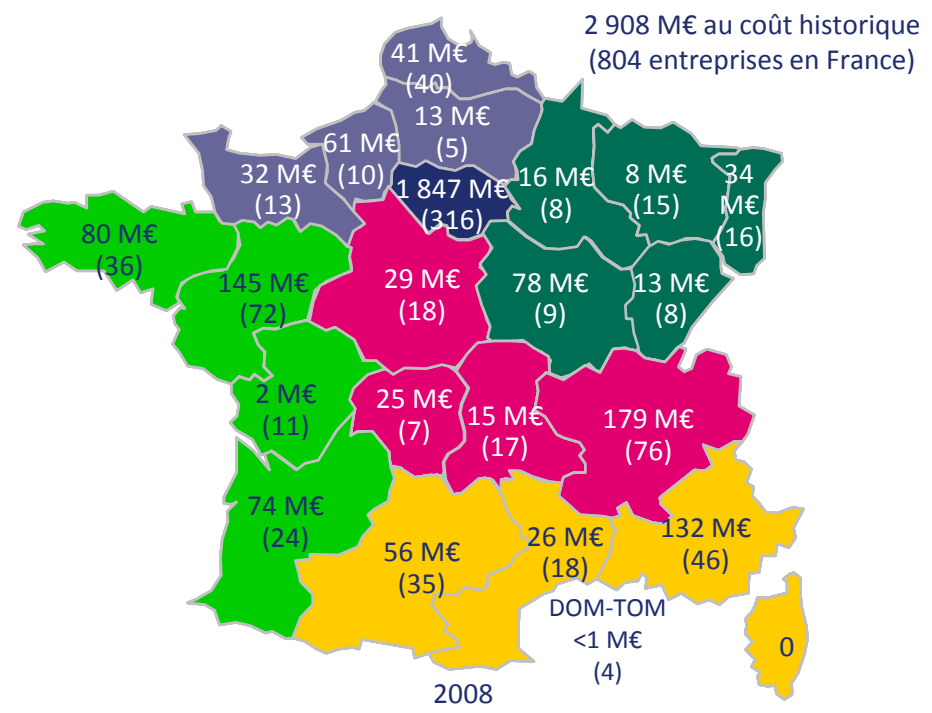 2 908 M€ au coût historique
(804 entreprises en France)
41 M€
(40)
13 M€
(5)
61 M€
(10)
32 M€
(13)
1 847 M€
(316)
16 M€
(8)
8 M€
(15)
34
M€
(16)
80 M€
(36)
145 M€
(72)
29 M€
(18)
78 M€
(9)
13 M€
(8)
2 M€
(11)
25 M€
(7)
15 M€
(17)
179 M€
(76)
74 M€
(24)
56 M€
(35)
26 M€
(18)
132 M€
(46)
DOM-TOM
<1 M€
(4)
0
2008